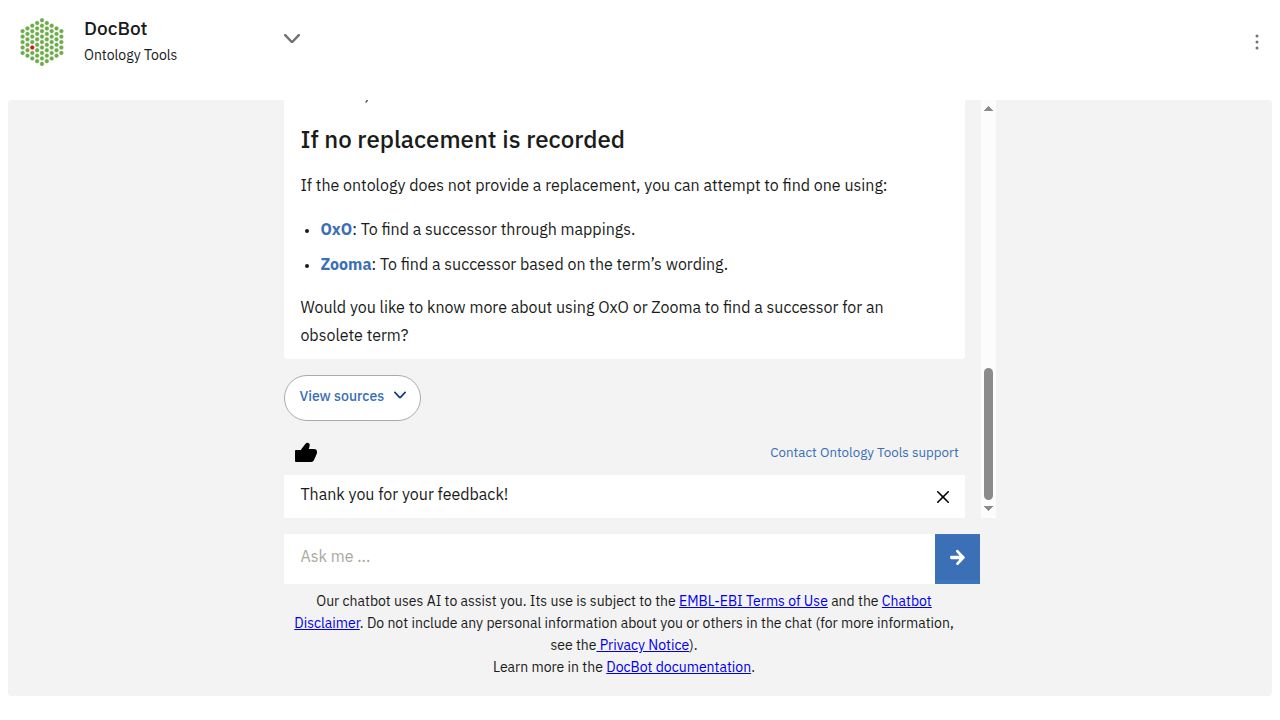 DocBot
Ontology Tools
If no replacement is recorded
If the ontology does not provide a replacement, you can attempt to find one using:
• OxO: To find a successor through mappings.
• Zooma: To find a successor based on the term’s wording.
Would you like to know more about using OxO or Zooma to find a successor for an
obsolete term?
View sources
Contact Ontology Tools support
Thank you for your feedback!
Ask me ...
Our chatbot uses AI to assist you. Its use is subject to the EMBL-EBI Terms of Use and the Chatbot
Disclaimer. Do not include any personal information about you or others in the chat (for more information,
see the Privacy Notice).
Learn more in the DocBot documentation.